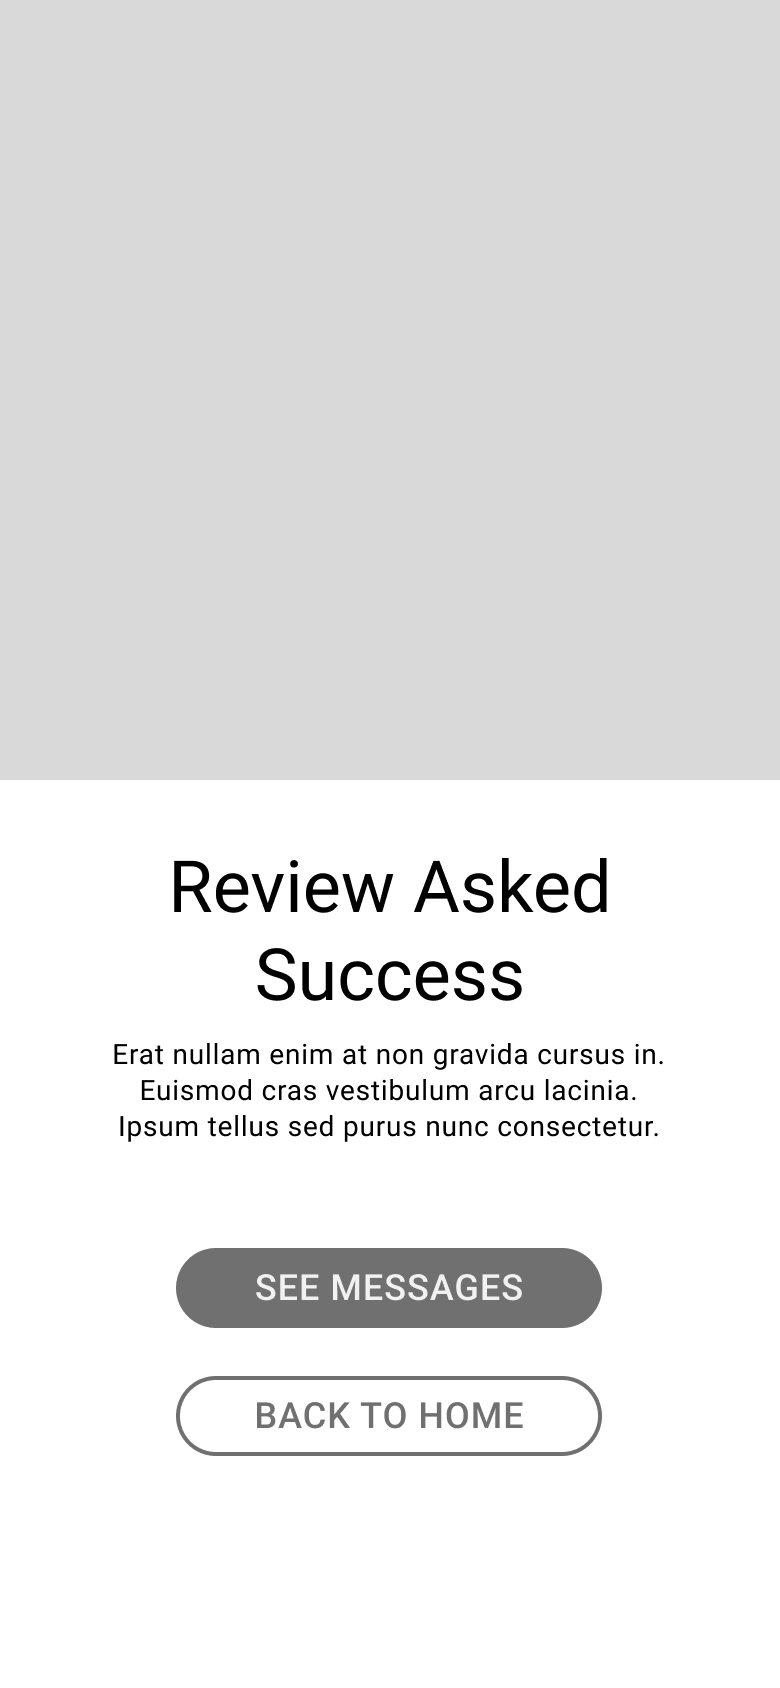 Review Asked
Success
Erat nullam enim at non gravida cursus in.
Euismod cras vestibulum arcu lacinia.
Ipsum tellus sed purus nunc consectetur.
SEE MESSAGES
BACK TO HOME